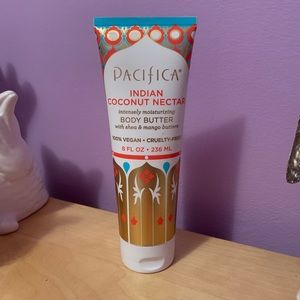 PACIFICA®
INDIAN
COCONUT NECTAR
intensely moisturizing
BODY BUTTER
with shea & mango butters
100% VEGAN • CRUELTY-FREE
8 FL OZ • 236 ML